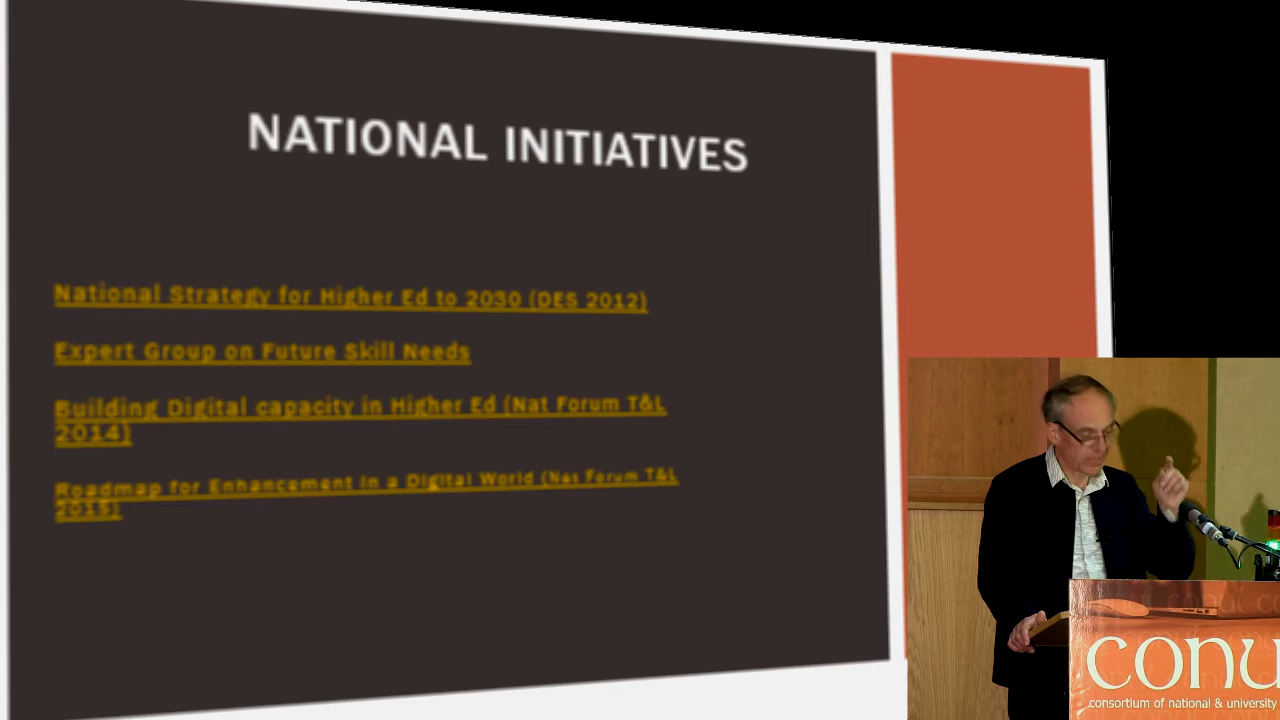 NATIONAL INITIATIVES
National Strategy for Higher Ed to 2030 (DES 2012)
Expert Group on Future Skill Needs
Building Digital capacity in Higher Ed (Nat Forum T&L
2014)
Roadmap for Enhancement in a Digital World (Nat Forum T&L
2015)
conu
consortium of national & university